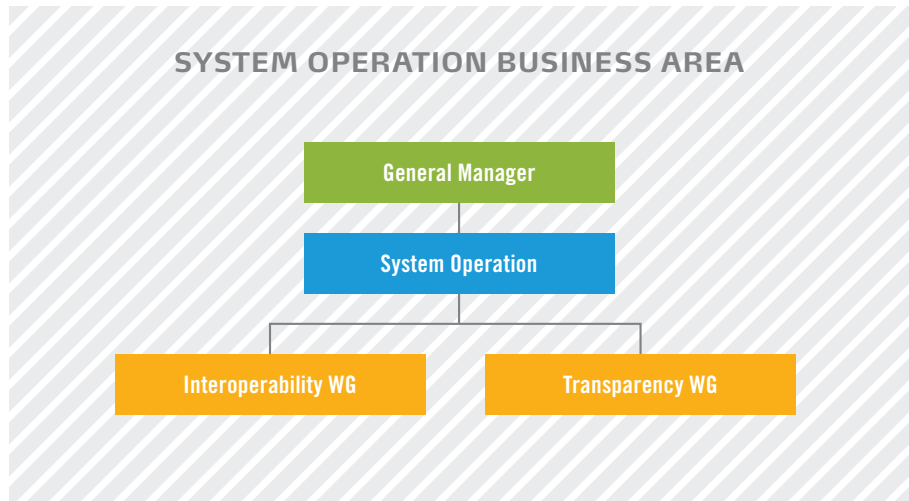 SYSTEM OPERATION BUSINESS AREA
General Manager
System Operation
Interoperability WG
Transparency WG